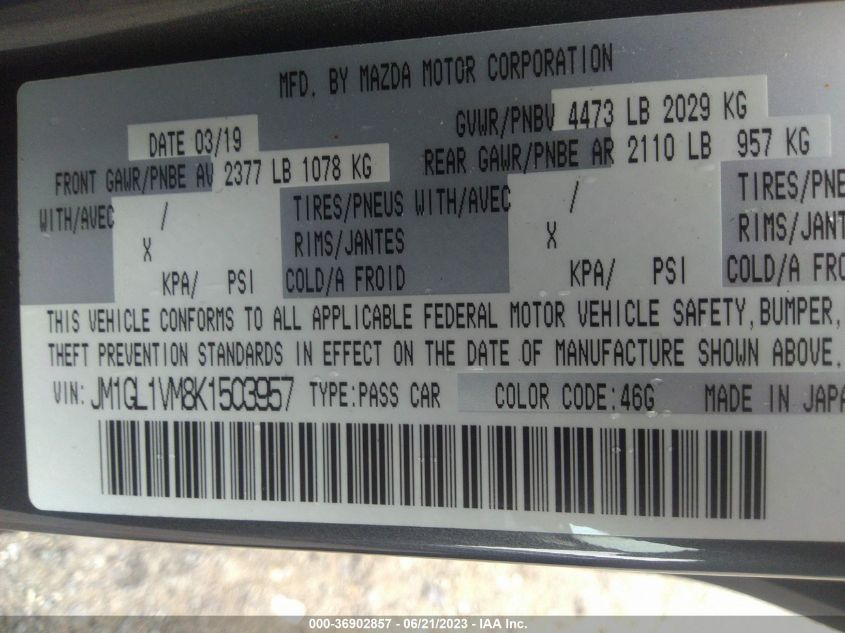 MFD. BY MAZDA MOTOR CORPORATION
DATE 03/19 GVWR/PNBV 4473 LB 2029 KG
FRONT GAWR/PNBE AV 2377 LB 1078 KG REAR GAWR/PNBE AR 2110 LB 957 KG
WITH/AVEC / TIRES/PNEUS WITH/AVEC / TIRES/PNE
X RIMS/JANTES X RIMS/JANT
KPA/ PSI COLD/A FROID KPA/ PSI COLD/A FRO
THIS VEHICLE CONFORMS TO ALL APPLICABLE FEDERAL MOTOR VEHICLE SAFETY, BUMPER,
THEFT PREVENTION STANDARDS IN EFFECT ON THE DATE OF MANUFACTURE SHOWN ABOVE.
VIN: JM1GL1VM8K1503957 TYPE:PASS CAR COLOR CODE:46G MADE IN JAPA
000-36902857 - 06/21/2023 - IAA Inc.